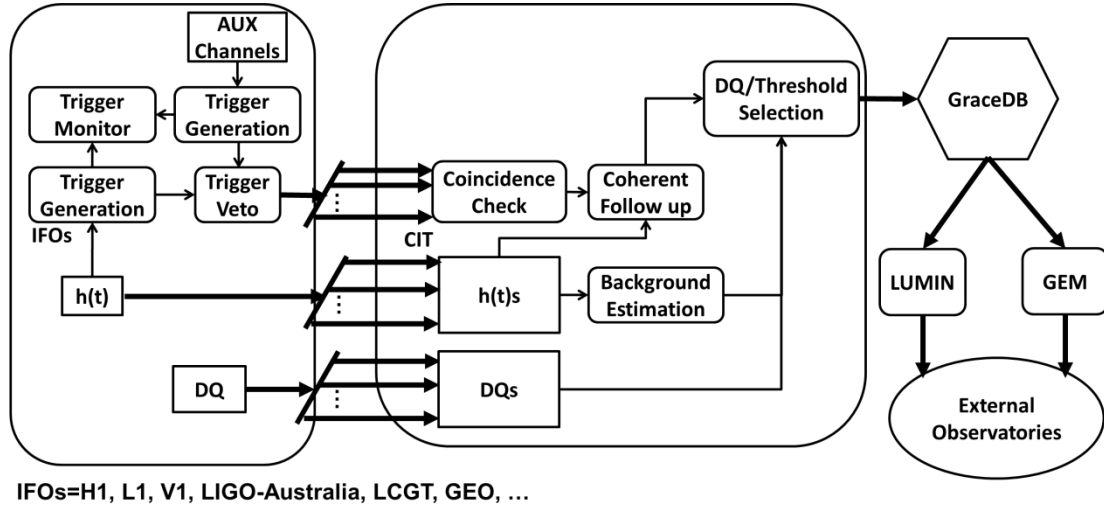 AUX
Channels
Trigger
Monitor
Trigger
Generation
Trigger
Generation
Trigger
Veto
IFOs
h(t)
DQ
CIT
Coincidence
Check
Coherent
Follow up
DQ/Threshold
Selection
h(t)s
Background
Estimation
DQs
GraceDB
LUMIN
GEM
External
Observatories
IFOs=H1, L1, V1, LIGO-Australia, LCGT, GEO, ...